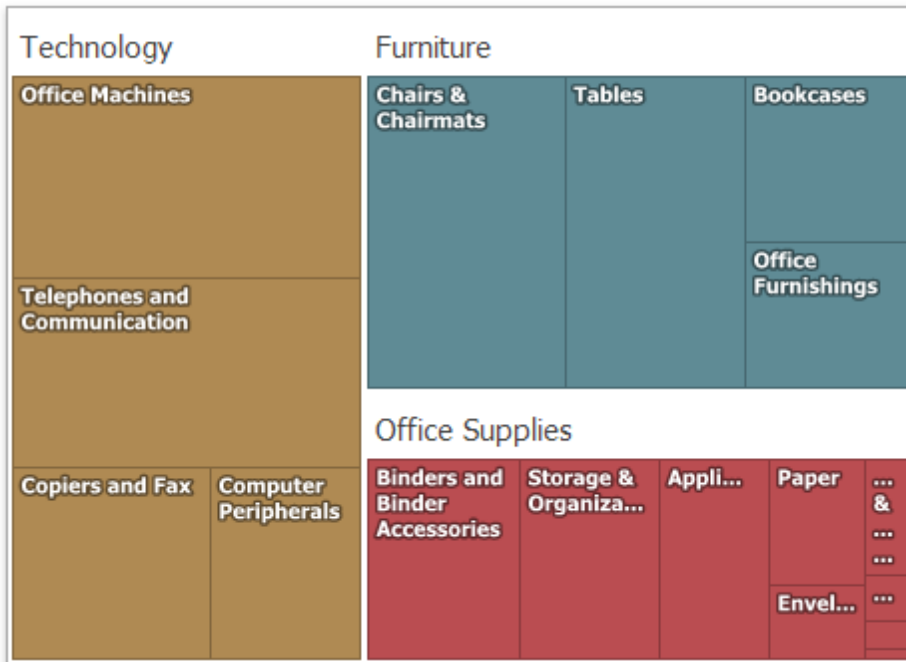 Technology
Office Machines
Telephones and
Communication
Copiers and Fax
Computer
Peripherals
Furniture
Chairs &
Chairmats
Tables
Bookcases
Office
Furnishings
Office Supplies
Binders and
Binder
Accessories
Storage &
Organiza...
Appli...
Paper
Envel...
...
&
...
...
...